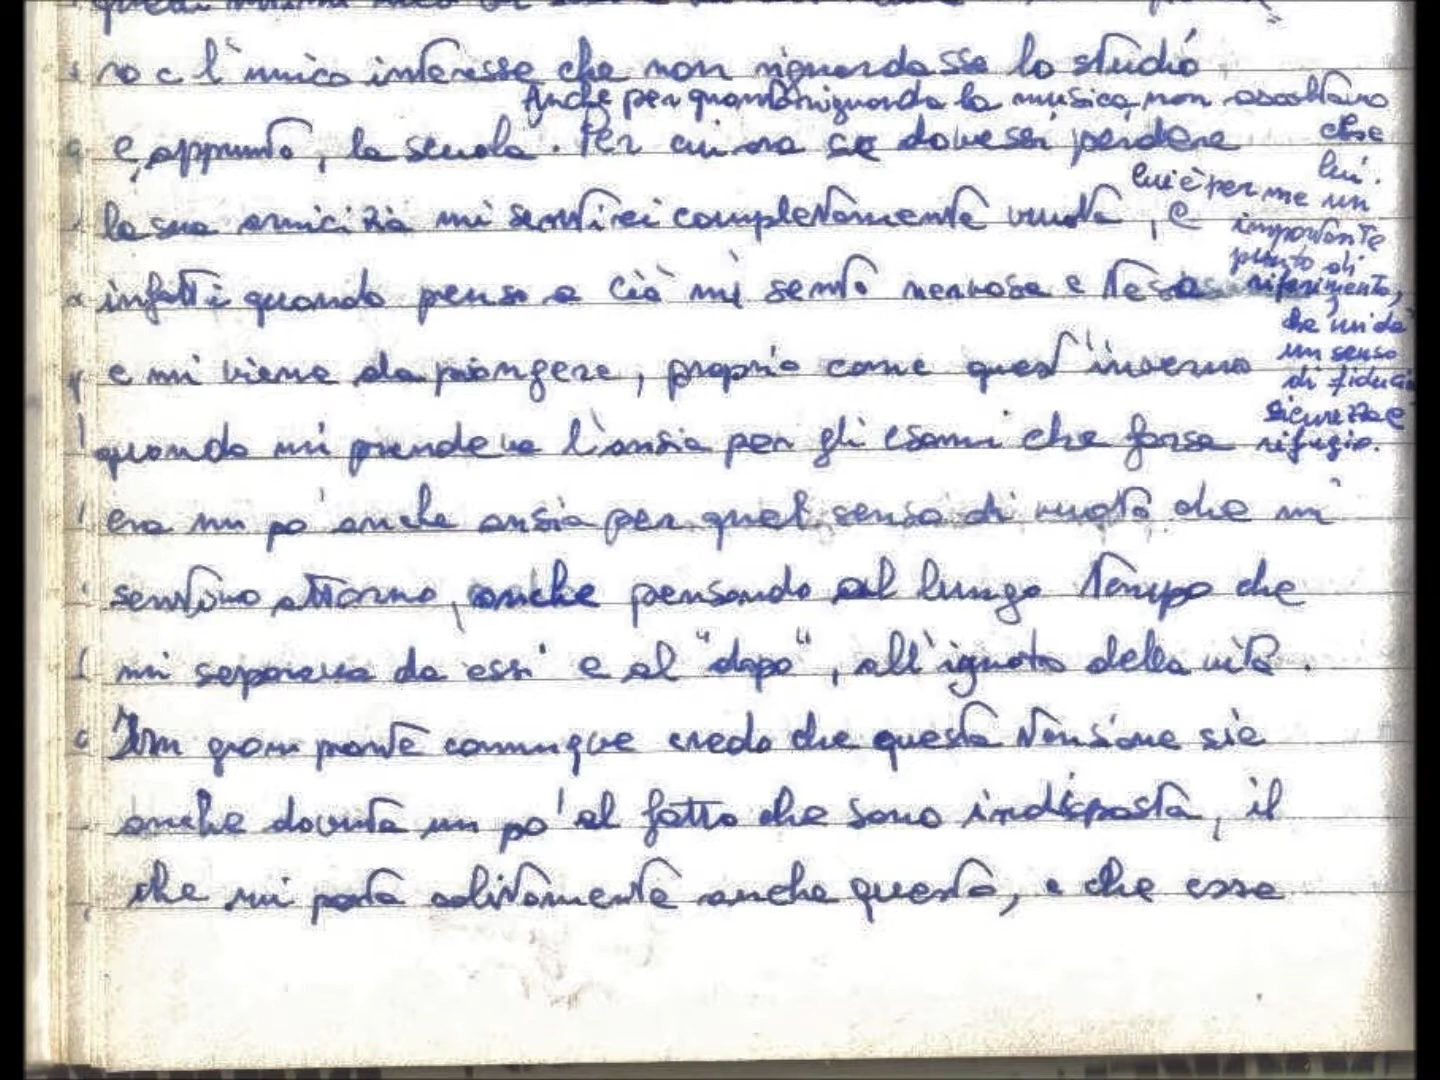 ro è l'unico interesse che non riguardasse lo studio
Anche per quanto riguarda la musica, non ascoltavo
che
lui.
e, appunto, la scuola. Per cui ora se dovessi perdere
la sua amicizia mi sentirei completamente vuota, e
lui è per me un
importante
punto di
riferimento,
che mi dà
un senso
di fiducia
sicurezza e
rifugio.
infatti quando penso a ciò mi sento nervosa e tesa
e mi viene da piangere, proprio come quest'inverno
quando mi prendeva l'ansia per gli esami che forse
era un po' anche ansia per quel senso di vuoto che mi
sentivo attorno, anche pensando al lungo tempo che
mi separava da essi e al "dopo", all'ignoto della vita.
In gran parte comunque credo che questa tensione sia
anche dovuta un po' al fatto che sono indisposta, il
che mi porta solitamente anche questo, e che esse